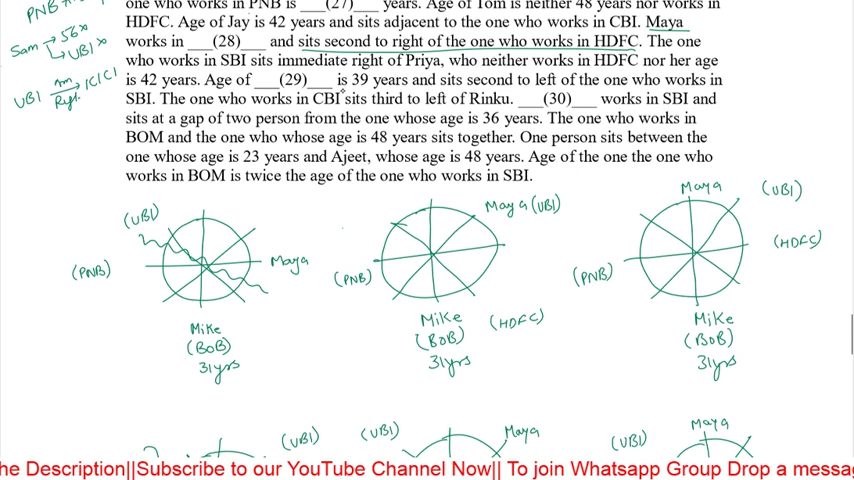 PNB
one who works in PNB is ___(27)___ years. Age of Tom is neither 48 years nor works in
HDFC. Age of Jay is 42 years and sits adjacent to the one who works in CBI. Maya
works in ___(28)___ and sits second to right of the one who works in HDFC. The one
who works in SBI sits immediate right of Priya, who neither works in HDFC nor her age
is 42 years. Age of ___(29)___ is 39 years and sits second to left of the one who works in
SBI. The one who works in CBI sits third to left of Rinku. ___(30)___ works in SBI and
sits at a gap of two person from the one whose age is 36 years. The one who works in
BOM and the one whose age is 48 years sits together. One person sits between the
one whose age is 23 years and Ajeet, whose age is 48 years. Age of the one the one who
works in BOM is twice the age of the one who works in SBI.
Sam → 56 x
→ UBI x
UBI → ICICI
(UBI)
(PNB)
Maya
Mike
(BOB)
31yrs
Maya (UBI)
(PNB)
(HDFC)
Mike
(BOB)
31yrs
Maya
(UBI)
(HDFC)
(PNB)
Mike
(BOB)
31yrs
(UBI)
(UBI)
Maya
(UBI)
Maya
he Description||Subscribe to our YouTube Channel Now|| To join Whatsapp Group Drop a messa